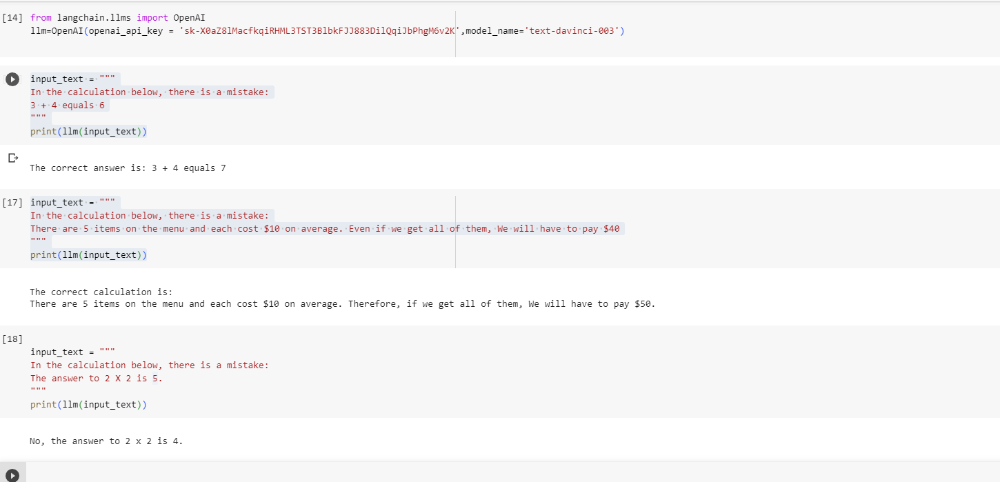 [14] from langchain.llms import OpenAI
llm=OpenAI(openai_api_key = '',model_name='text-davinci-003')
input_text = """
In the calculation below, there is a mistake:
3 + 4 equals 6
"""
print(llm(input_text))
The correct answer is: 3 + 4 equals 7
[17] input_text = """
In the calculation below, there is a mistake:
There are 5 items on the menu and each cost $10 on average. Even if we get all of them, We will have to pay $40
"""
print(llm(input_text))
The correct calculation is:
There are 5 items on the menu and each cost $10 on average. Therefore, if we get all of them, We will have to pay $50.
[18]
input_text = """
In the calculation below, there is a mistake:
The answer to 2 X 2 is 5.
"""
print(llm(input_text))
No, the answer to 2 x 2 is 4.